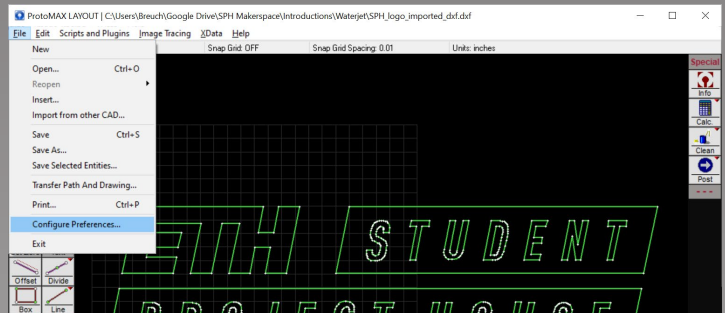 ProtoMAX LAYOUT | C:\Users\Breuch\Google Drive\SPH Makerspace\Introductions\Waterjet\SPH_logo_imported_dxf.dxf
File Edit Scripts and Plugins Image Tracing XData Help
Snap Grid: OFF Snap Grid Spacing: 0.01 Units: inches
New
Open... Ctrl+O
Reopen
Insert...
Import from other CAD...
Save Ctrl+S
Save As...
Save Selected Entities...
Transfer Path And Drawing...
Print... Ctrl+P
Configure Preferences...
Exit
Offset Divide
Box Line
Special
Info
Calc.
Clean
Post
ETH STUDENT
PROJECT HOUSE